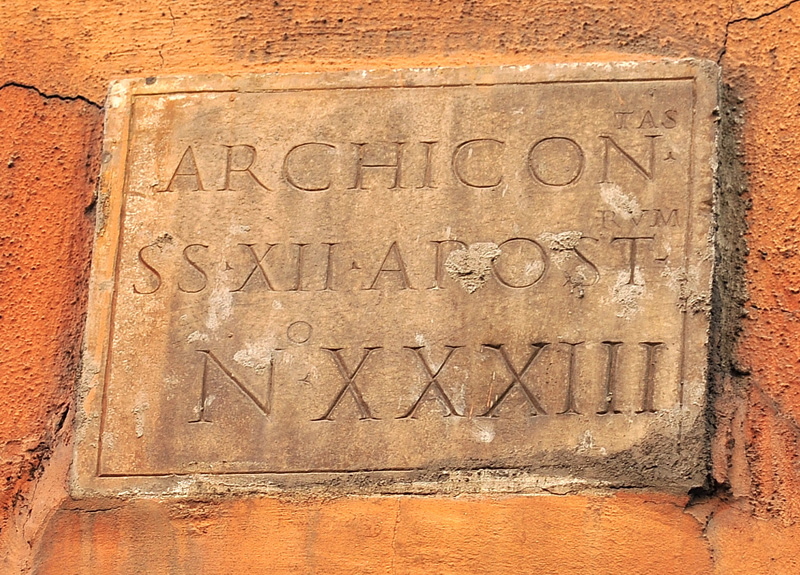 ARCHICON·TAS
SS·XII·APOST·RVM
N·O XXXIII